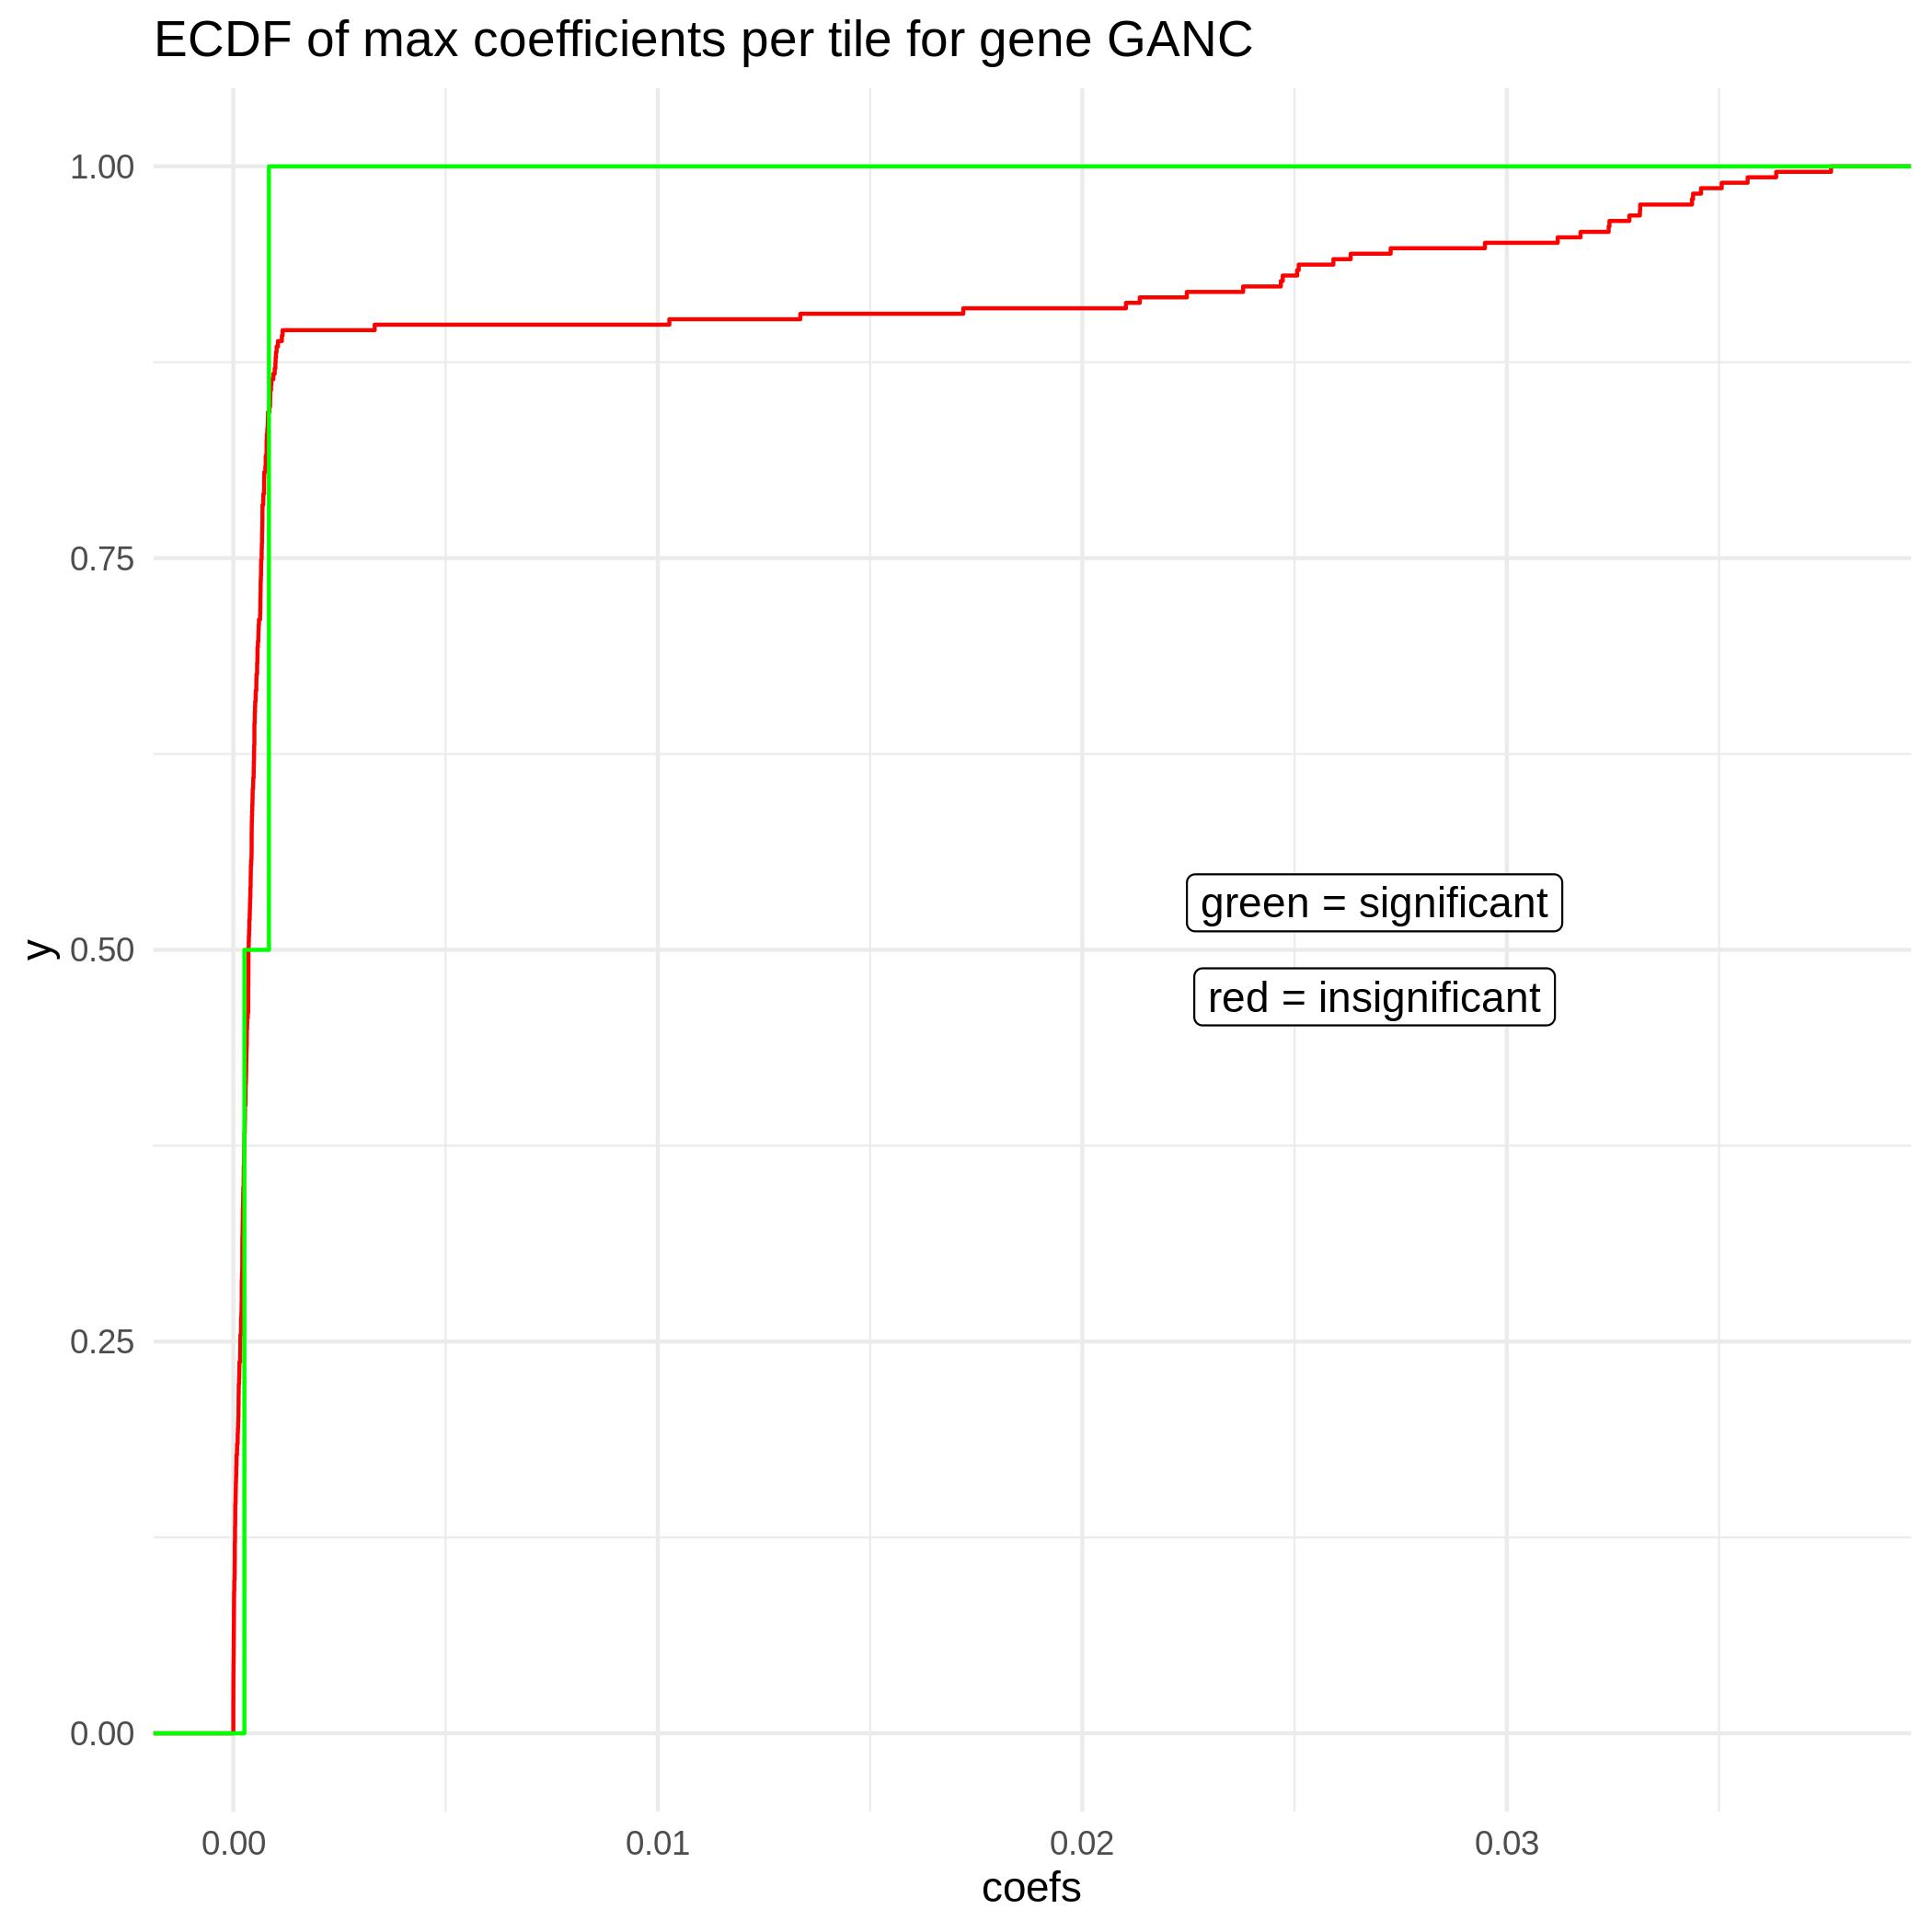 ECDF of max coefficients per tile for gene GANC
1.00
0.75
0.50
0.25
0.00
y
green = significant
red = insignificant
0.00 0.01 0.02 0.03
coefs